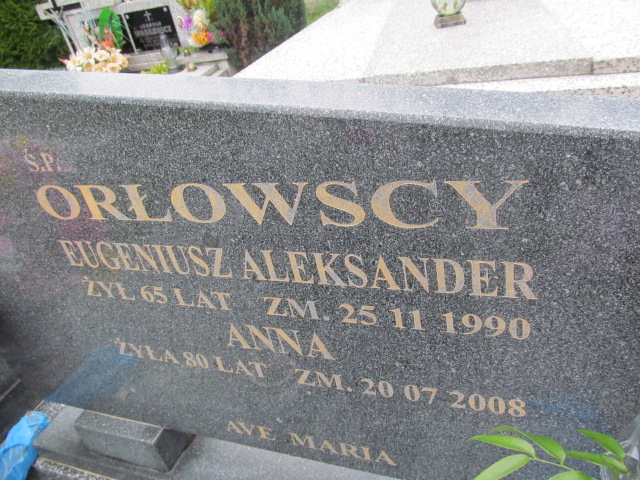 Ś.P.
ORŁOWSCY
EUGENIUSZ ALEKSANDER
ŻYŁ 65 LAT ZM. 25 11 1990
ANNA
ŻYŁA 80 LAT ZM. 20 07 2008
AVE MARIA